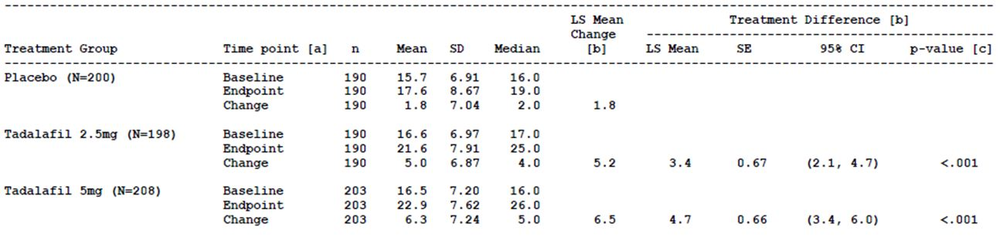 LS Mean Treatment Difference [b]
Change
Treatment Group Time point [a] n Mean SD Median [b] LS Mean SE 95% CI p-value [c]
Placebo (N=200) Baseline 190 15.7 6.91 16.0
Endpoint 190 17.6 8.67 19.0
Change 190 1.8 7.04 2.0 1.8
Tadalafil 2.5mg (N=198) Baseline 190 16.6 6.97 17.0
Endpoint 190 21.6 7.91 25.0
Change 190 5.0 6.87 4.0 5.2 3.4 0.67 (2.1, 4.7) <.001
Tadalafil 5mg (N=208) Baseline 203 16.5 7.20 16.0
Endpoint 203 22.9 7.62 26.0
Change 203 6.3 7.24 5.0 6.5 4.7 0.66 (3.4, 6.0) <.001